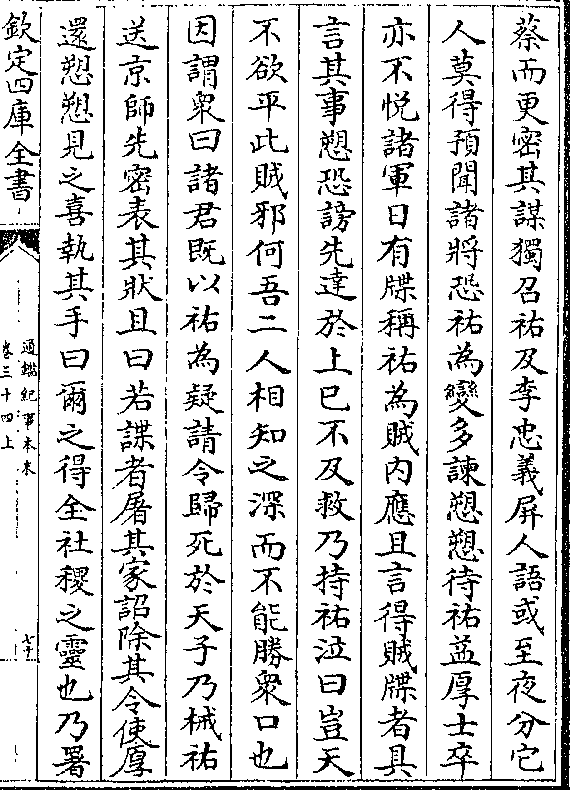 蔡而更密其謀獨召祐及李忠義屏人語或至夜分它
人莫得預聞諸將恐祐為變多諫愬愬待祐益厚士卒
亦不悅諸軍日有牒稱祐為賊內應且言得賊牒者具
言其事愬恐謗先達於上已不及救乃持祐泣曰豈天
不欲平此賊邪何吾二人相知之深而不能勝衆口也
因謂衆曰諸君既以祐為疑請令歸死於天子乃械祐
送京師先密表其狀且曰若諜者屠其家詔除其令使厚
還愬愬見之喜執其手曰爾之得全社稷之靈也乃署
欽定四庫全書
通鑑紀事本末
卷三十四上
七十